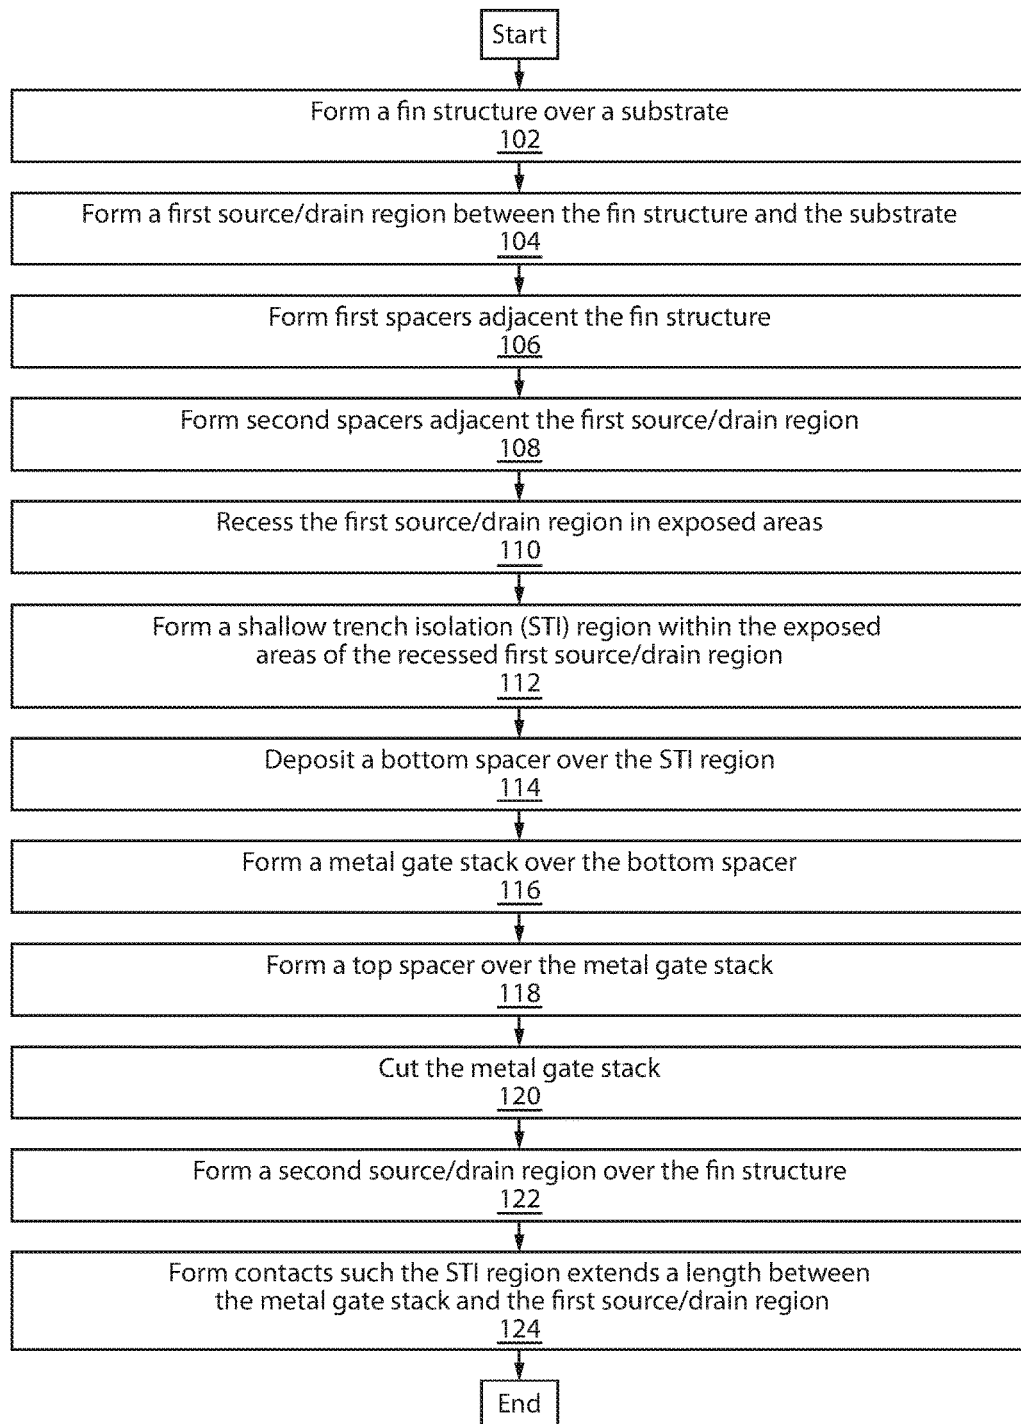 Start
Form a fin structure over a substrate
102
Form a first source/drain region between the fin structure and the substrate
104
Form first spacers adjacent the fin structure
106
Form second spacers adjacent the first source/drain region
108
Recess the first source/drain region in exposed areas
110
Form a shallow trench isolation (STI) region within the exposed
areas of the recessed first source/drain region
112
Deposit a bottom spacer over the STI region
114
Form a metal gate stack over the bottom spacer
116
Form a top spacer over the metal gate stack
118
Cut the metal gate stack
120
Form a second source/drain region over the fin structure
122
Form contacts such the STI region extends a length between
the metal gate stack and the first source/drain region
124
End